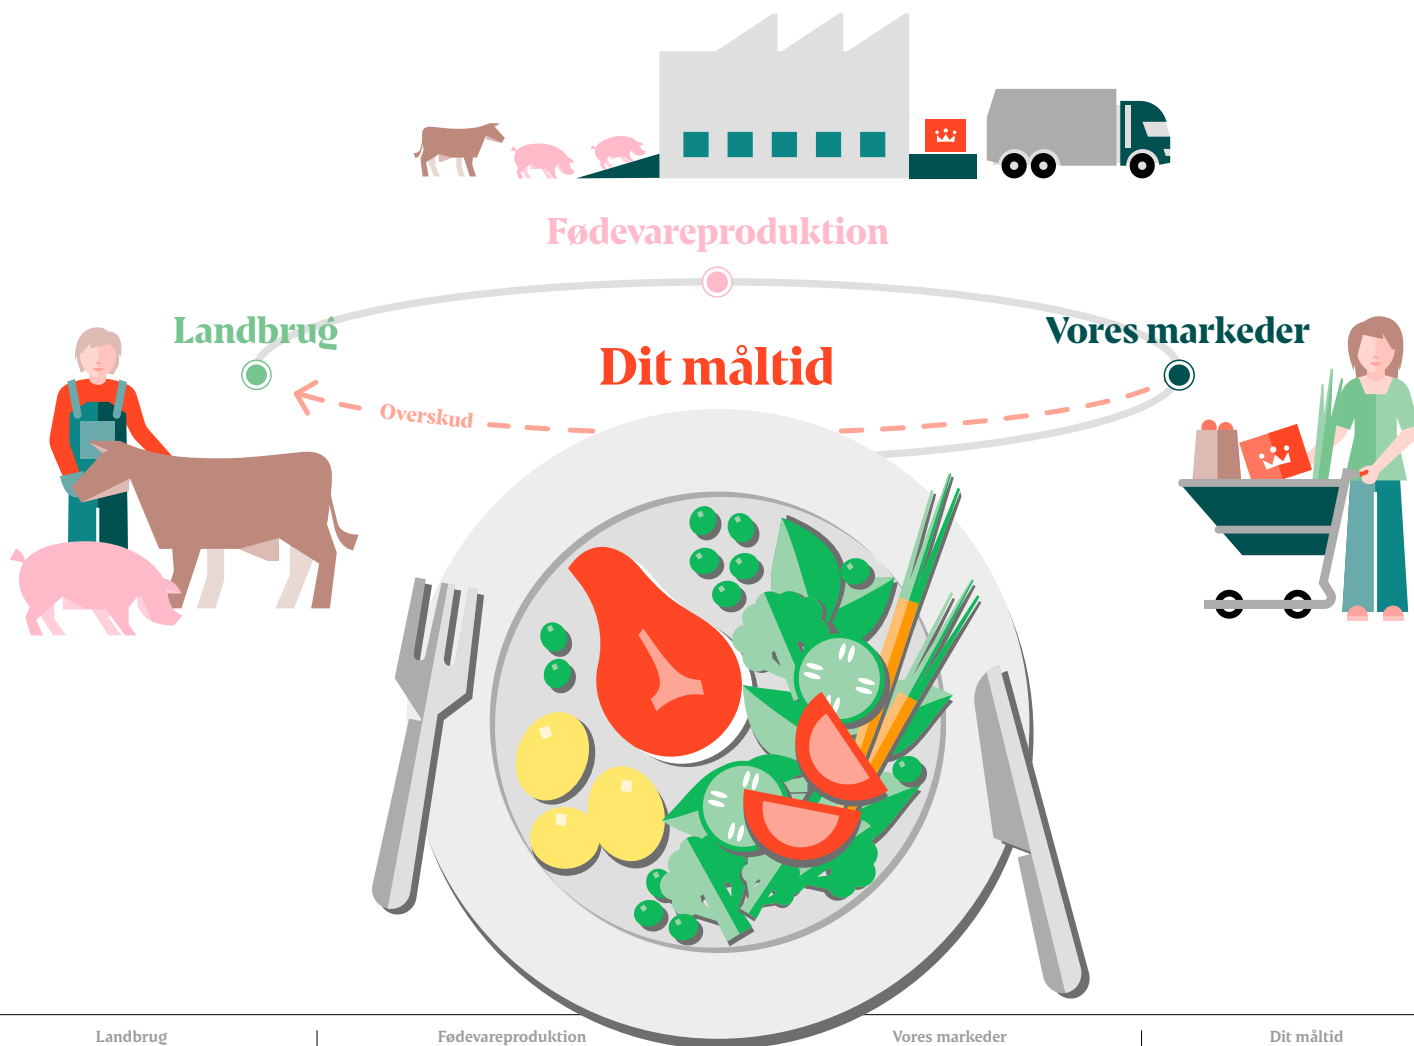 Fødevareproduktion
Landbrug
Vores markeder
Dit måltid
Overskud
Landbrug
Fødevareproduktion
Vores markeder
Dit måltid